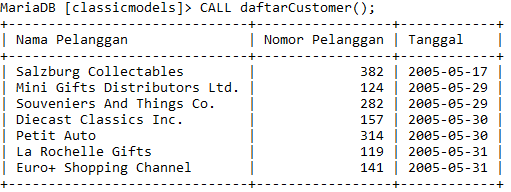 MariaDB [classicmodels]> CALL daftarCustomer();
+------------------------------+-----------------+------------+
| Nama Pelanggan               | Nomor Pelanggan | Tanggal    |
+------------------------------+-----------------+------------+
| Salzburg Collectables        |             382 | 2005-05-17 |
| Mini Gifts Distributors Ltd. |             124 | 2005-05-29 |
| Souveniers And Things Co.    |             282 | 2005-05-29 |
| Diecast Classics Inc.        |             157 | 2005-05-30 |
| Petit Auto                   |             314 | 2005-05-30 |
| La Rochelle Gifts            |             119 | 2005-05-31 |
| Euro+ Shopping Channel       |             141 | 2005-05-31 |
+------------------------------+-----------------+------------+